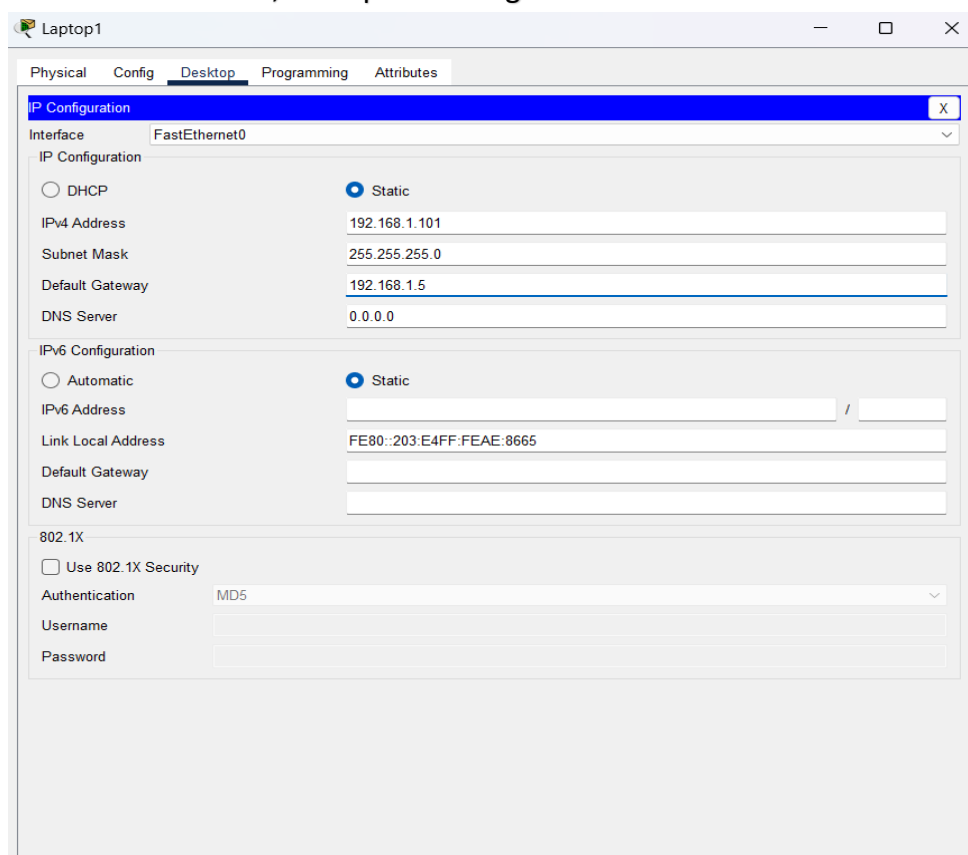 Laptop1
Physical Config Desktop Programming Attributes
IP Configuration X
Interface FastEthernet0
IP Configuration
DHCP Static
IPv4 Address 192.168.1.101
Subnet Mask 255.255.255.0
Default Gateway 192.168.1.5
DNS Server 0.0.0.0
IPv6 Configuration
Automatic Static
IPv6 Address /
Link Local Address FE80::203:E4FF:FEAE:8665
Default Gateway
DNS Server
802.1X
Use 802.1X Security
Authentication MD5
Username
Password